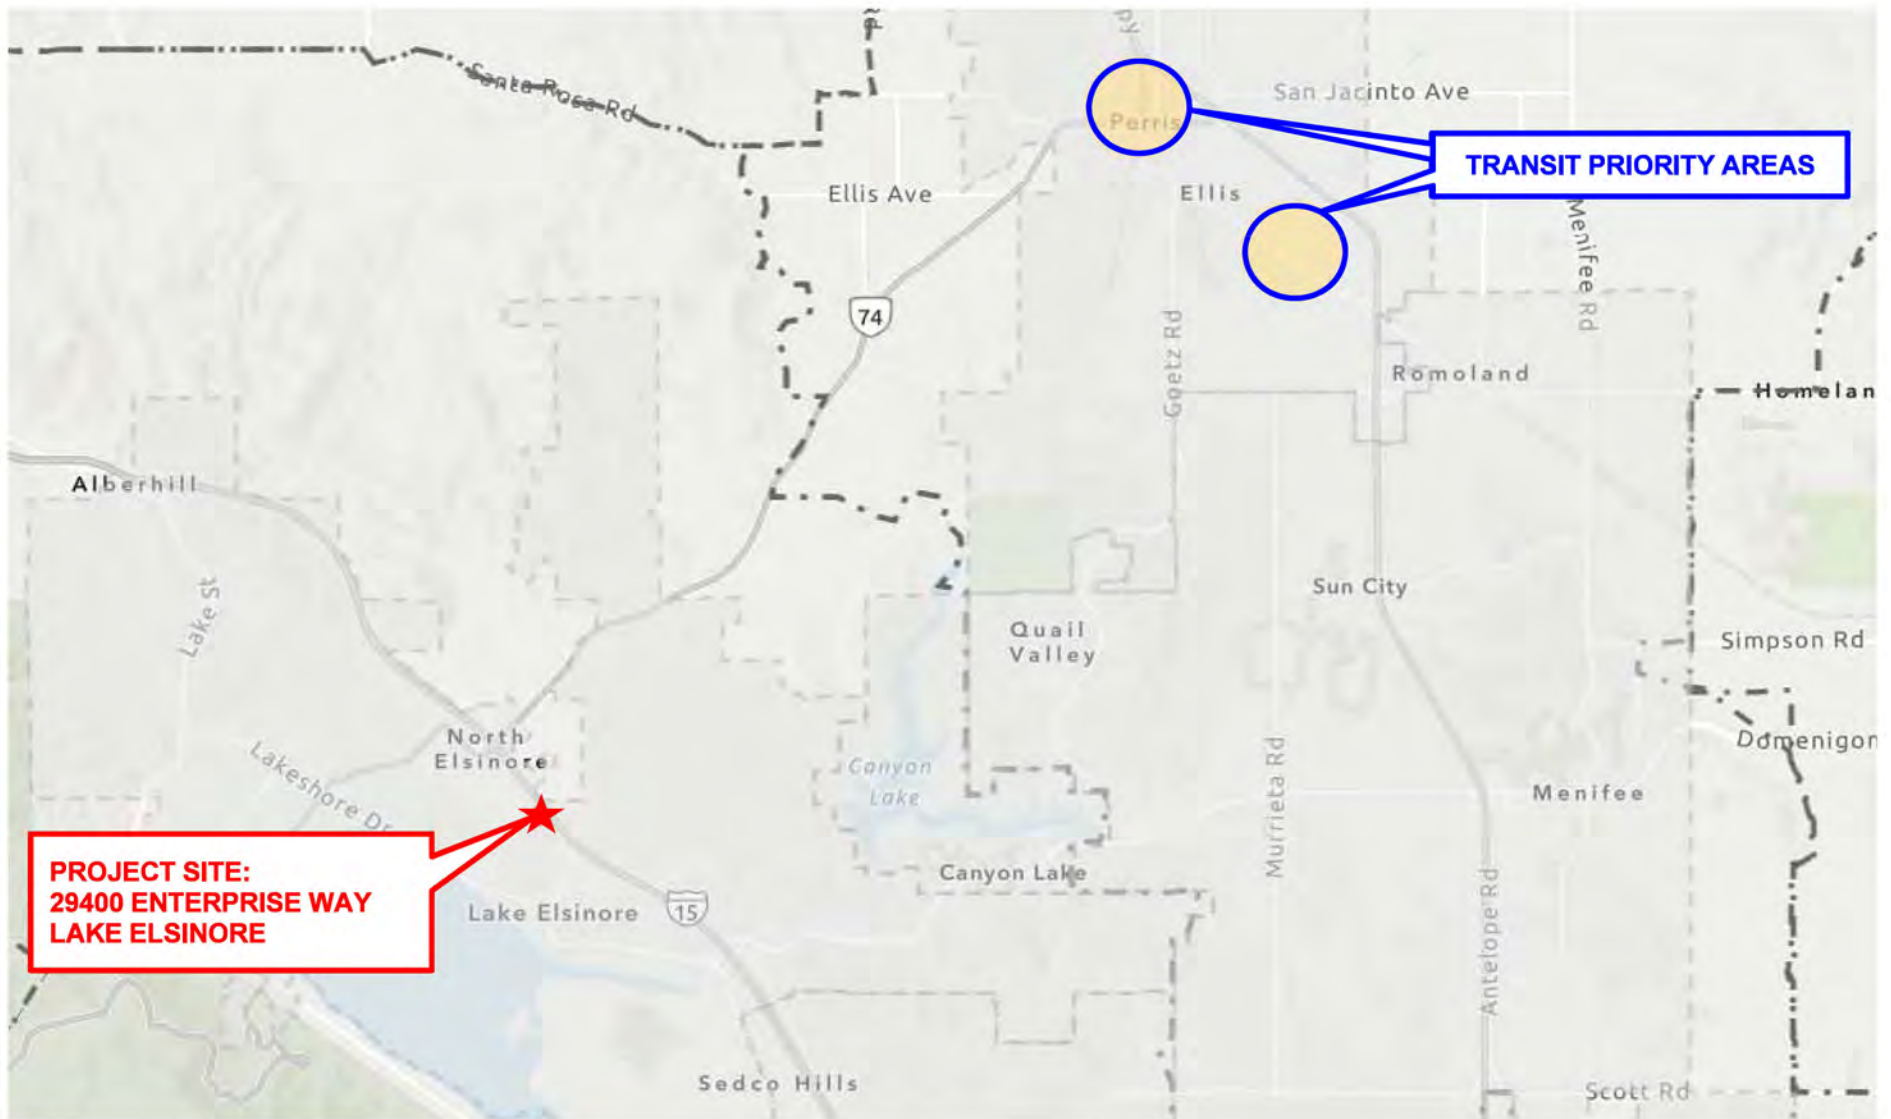 Santa Rosa Rd
San Jacinto Ave
Perris
TRANSIT PRIORITY AREAS
Ellis Ave
Ellis
Menifee Rd
74
Goetz Rd
Romoland
Homelan
Alberhill
Sun City
Lake St
Quail
Valley
Simpson Rd
North
Elsinore
Domenigon
Lakeshore Dr
Canyon
Lake
Murrieta Rd
Menifee
PROJECT SITE:
29400 ENTERPRISE WAY
LAKE ELSINORE
Canyon Lake
Lake Elsinore
15
Antelope Rd
Sedco Hills
Scott Rd